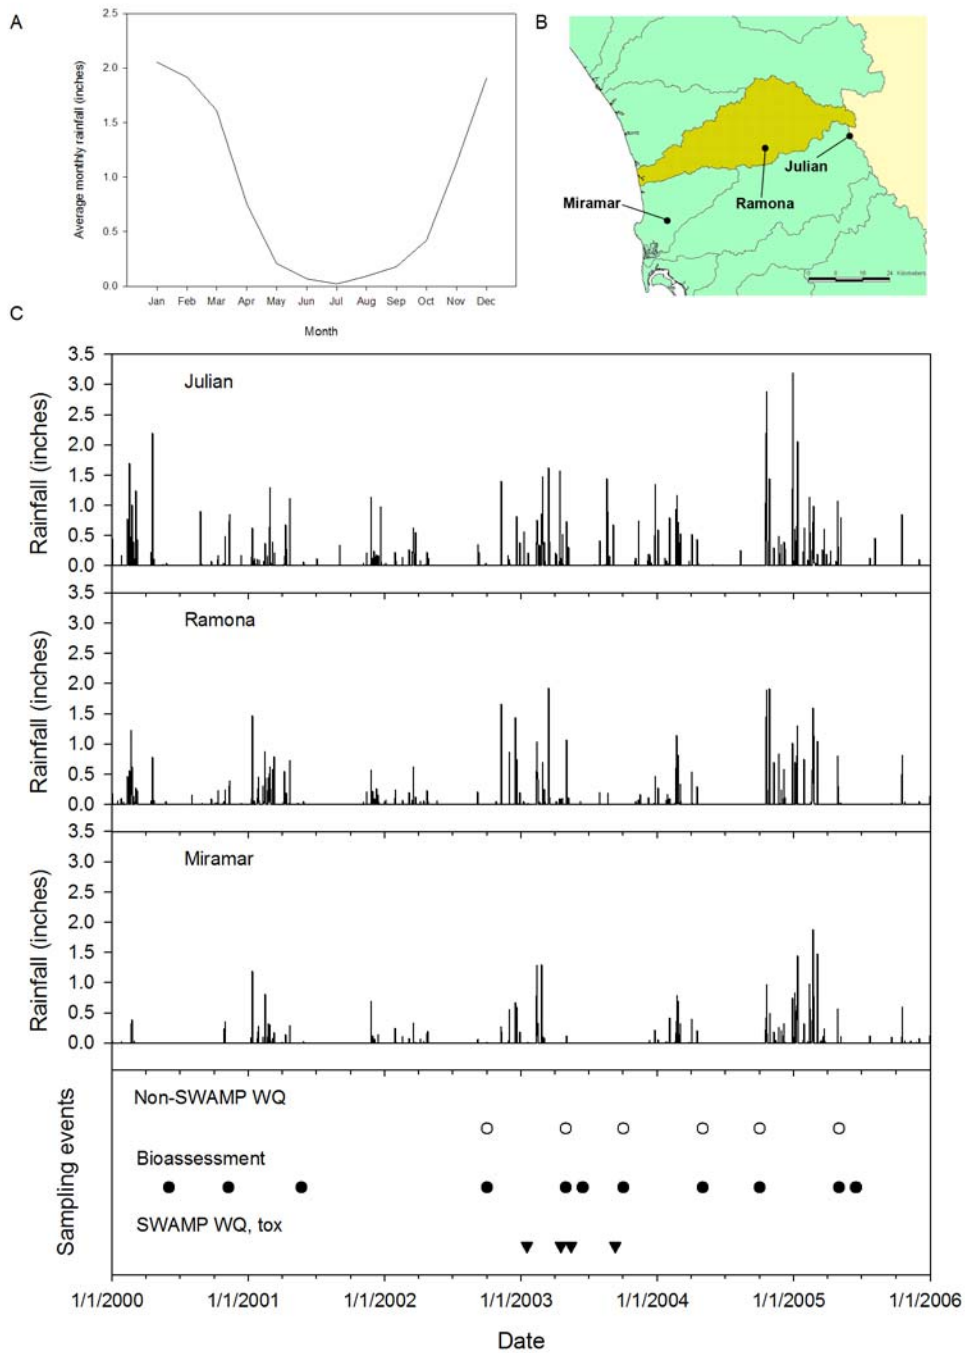 A
2.5
2.0
1.5
1.0
0.5
0.0
Average monthly rainfall (inches)
Jan Feb Mar Apr May Jun Jul Aug Sep Oct Nov Dec
Month
B
Julian
Miramar
Ramona
Kilometers
C
3.5
3.0
2.5
2.0
1.5
1.0
0.5
0.0
Rainfall (inches)
Julian
3.5
3.0
2.5
2.0
1.5
1.0
0.5
0.0
Rainfall (inches)
Ramona
3.5
3.0
2.5
2.0
1.5
1.0
0.5
0.0
Rainfall (inches)
Miramar
Sampling events
Non-SWAMP WQ
Bioassessment
SWAMP WQ, tox
1/1/2000 1/1/2001 1/1/2002 1/1/2003 1/1/2004 1/1/2005 1/1/2006
Date